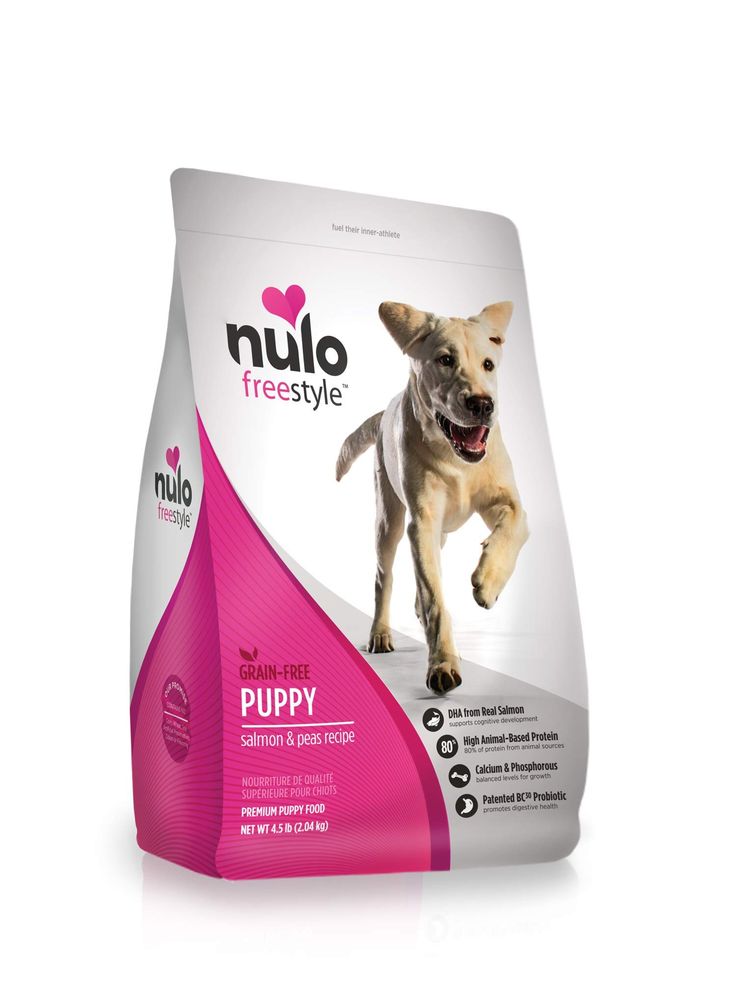 fuel their inner-athlete
nulo
freestyle™
nulo
freestyle™
GRAIN-FREE
PUPPY
salmon & peas recipe
NOURRITURE DE QUALITÉ
SUPÉRIEURE POUR CHIOTS
PREMIUM PUPPY FOOD
NET WT 4.5 lb (2.04 kg)
OUR PROMISE
DHA from Real Salmon
supports cognitive development
80%
High Animal-Based Protein
80% of protein from animal sources
Calcium & Phosphorous
balanced levels for growth
Patented BC30 Probiotic
promotes digestive health